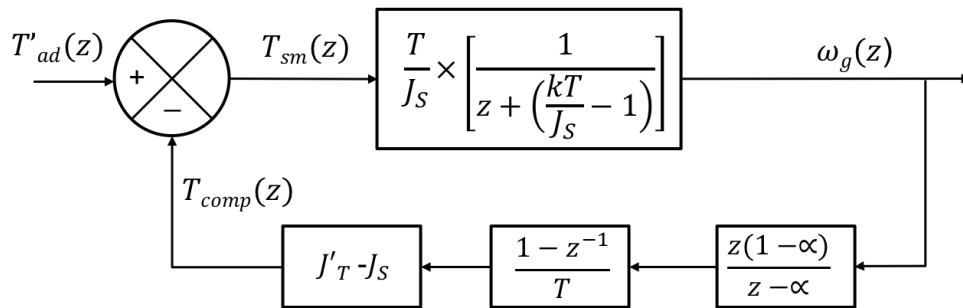 T'ad(z)
+
−
Tsm(z)
T/JS × [1/(z + (kT/JS − 1))]
ωg(z)
Tcomp(z)
J'T -JS
(1 − z⁻¹)/T
z(1 −∝)/(z −∝)